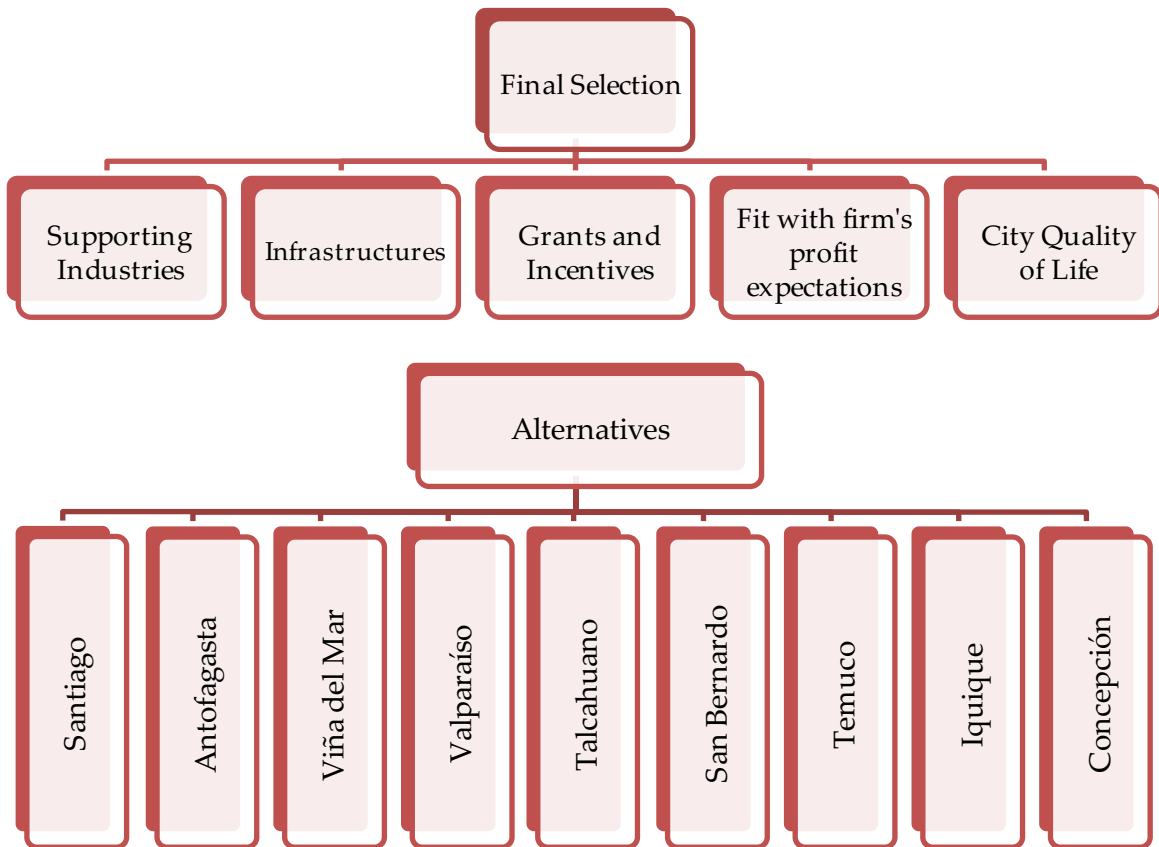 Final Selection
Supporting
Industries
Infrastructures
Grants and
Incentives
Fit with firm's
profit
expectations
City Quality
of Life
Alternatives
Santiago
Antofagasta
Viña del Mar
Valparaíso
Talcahuano
San Bernardo
Temuco
Iquique
Concepción